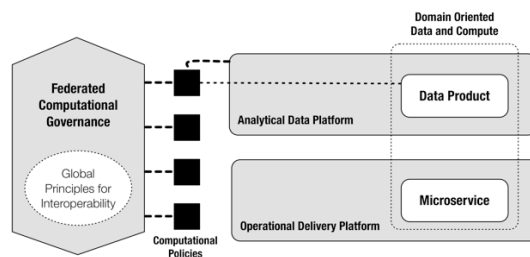 Domain Oriented
Data and Compute
Federated
Computational
Governance
Data Product
Analytical Data Platform
Global
Principles for
Interoperability
Microservice
Operational Delivery Platform
Computational
Policies